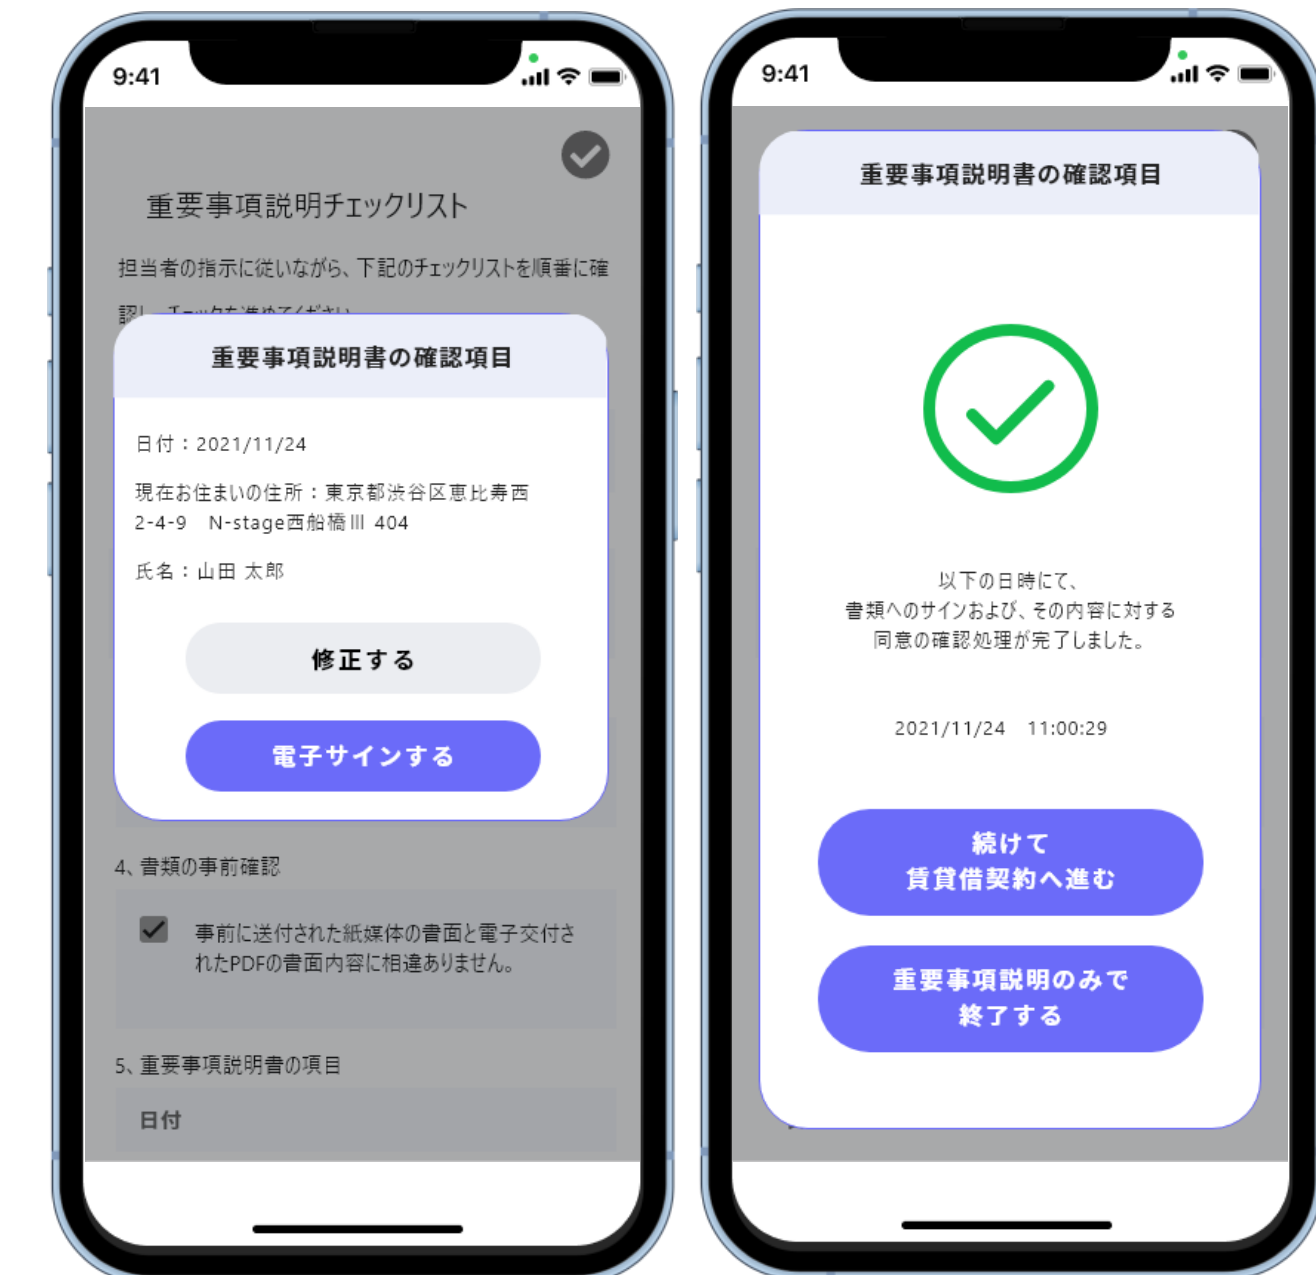 9:41
重要事項説明チェックリスト
担当者の指示に従いながら、下記のチェックリストを順番に確
重要事項説明書の確認項目
日付：2021/11/24
現在お住まいの住所：東京都渋谷区恵比寿西
2-4-9　N-stage西船橋Ⅲ 404
氏名：山田 太郎
修正する
電子サインする
4、書類の事前確認
事前に送付された紙媒体の書面と電子交付さ
れたPDFの書面内容に相違ありません。
5、重要事項説明書の項目
日付
9:41
重要事項説明書の確認項目
以下の日時にて、
書類へのサインおよび、その内容に対する
同意の確認処理が完了しました。
2021/11/24　11:00:29
続けて
賃貸借契約へ進む
重要事項説明のみで
終了する